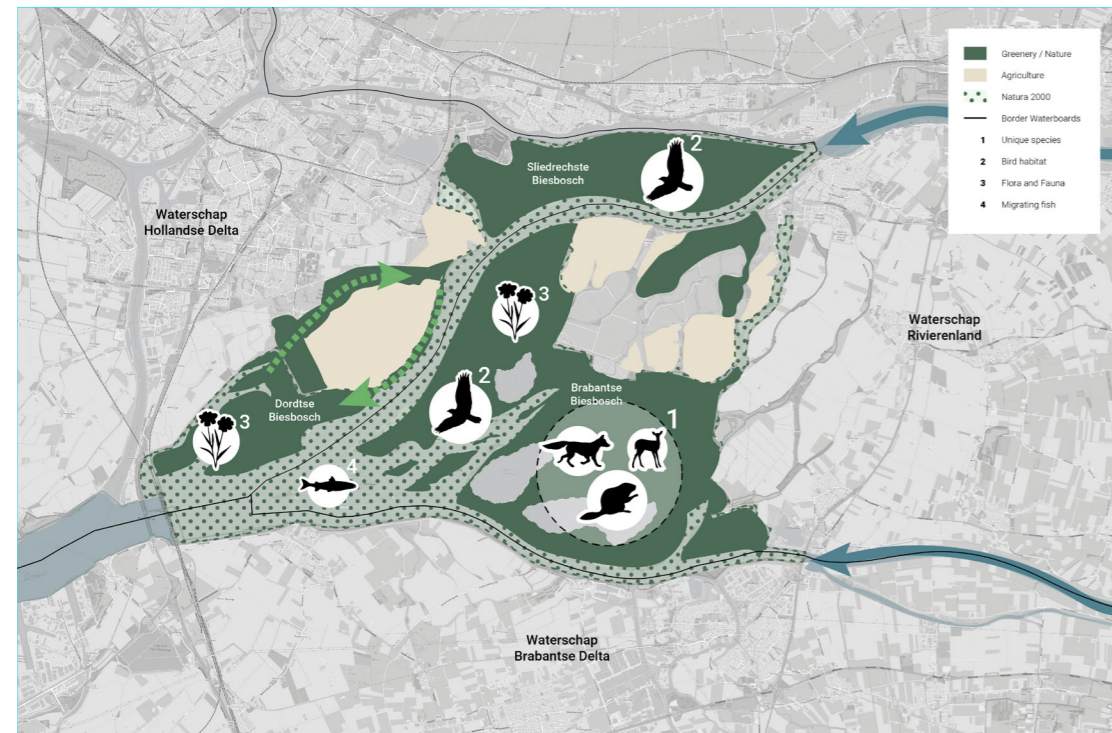 Greenery / Nature
Agriculture
Natura 2000
Border Waterboards
1 Unique species
2 Bird habitat
3 Flora and Fauna
4 Migrating fish
2
Sliedrechtse
Biesbosch
Waterschap
Hollandse Delta
3
Waterschap
Rivierenland
2
Brabantse
Biesbosch
Dordtse
Biesbosch
3
1
4
Waterschap
Brabantse Delta